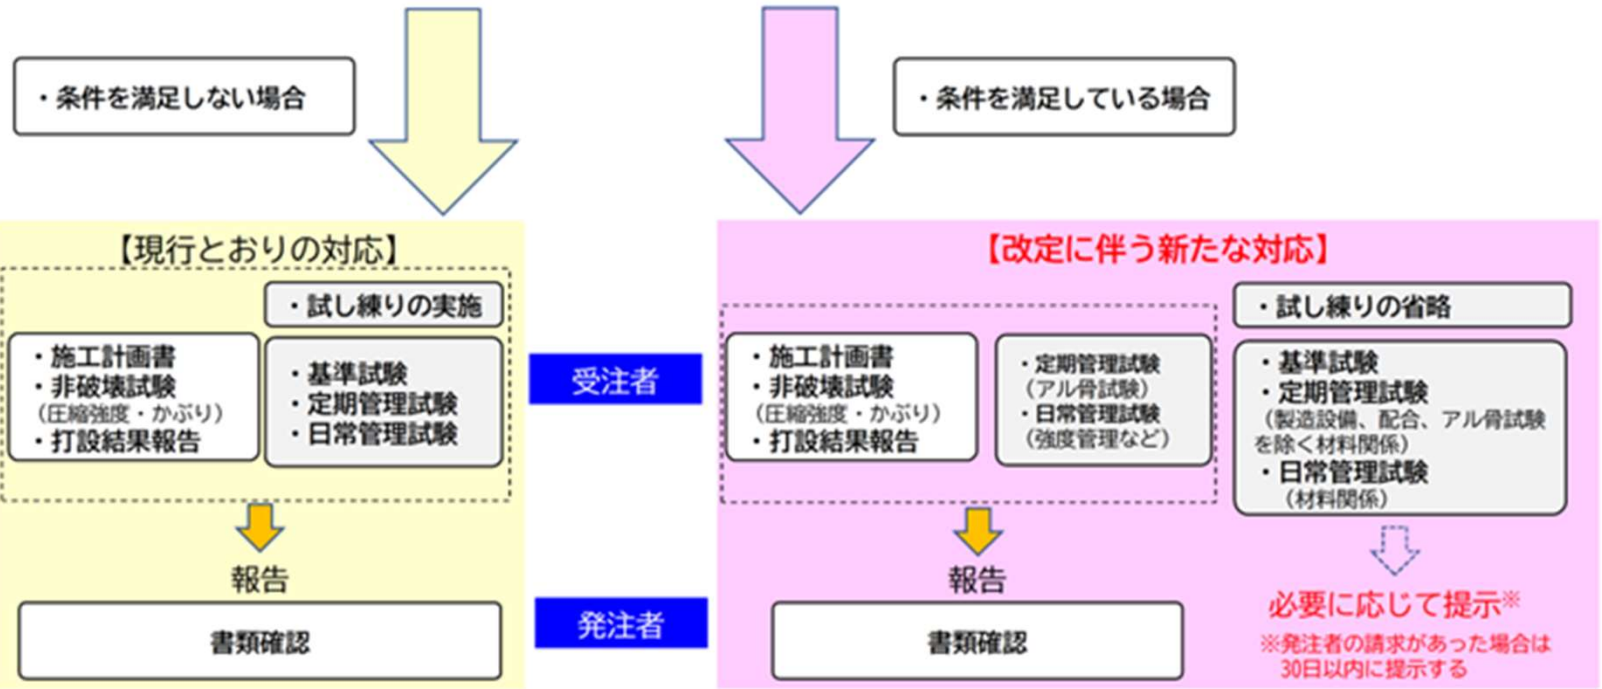 ・条件を満足しない場合
・条件を満足している場合
【現行とおりの対応】
・試し練りの実施
・施工計画書
・非破壊試験
（圧縮強度・かぶり）
・打設結果報告
・基準試験
・定期管理試験
・日常管理試験
報告
書類確認
受注者
発注者
【改定に伴う新たな対応】
・施工計画書
・非破壊試験
（圧縮強度・かぶり）
・打設結果報告
・定期管理試験
（アル骨試験）
・日常管理試験
（強度管理など）
・試し練りの省略
・基準試験
・定期管理試験
（製造設備、配合、アル骨試験
を除く材料関係）
・日常管理試験
（材料関係）
報告
書類確認
必要に応じて提示※
※発注者の請求があった場合は
30日以内に提示する